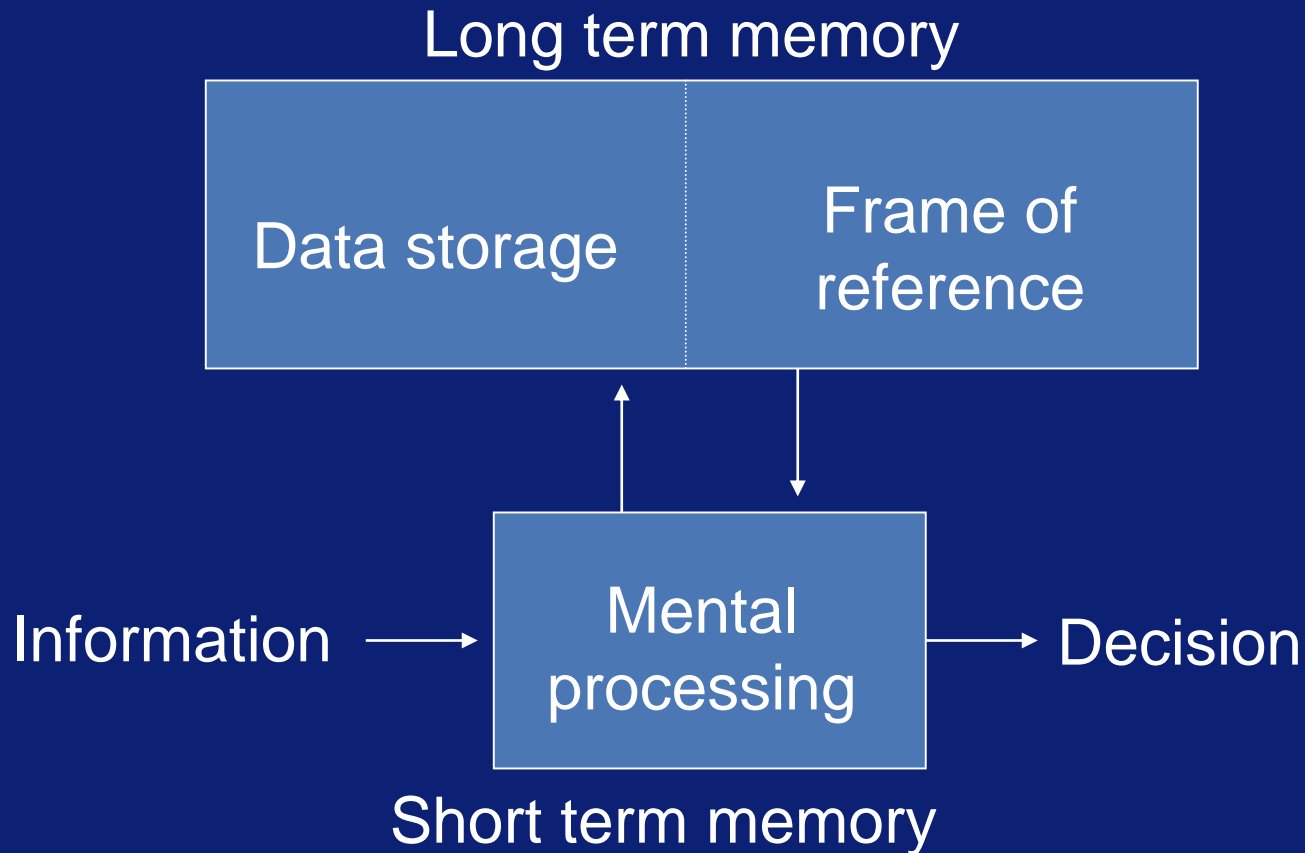 Long term memory
Data storage
Frame of
reference
Information
Mental
processing
Decision
Short term memory